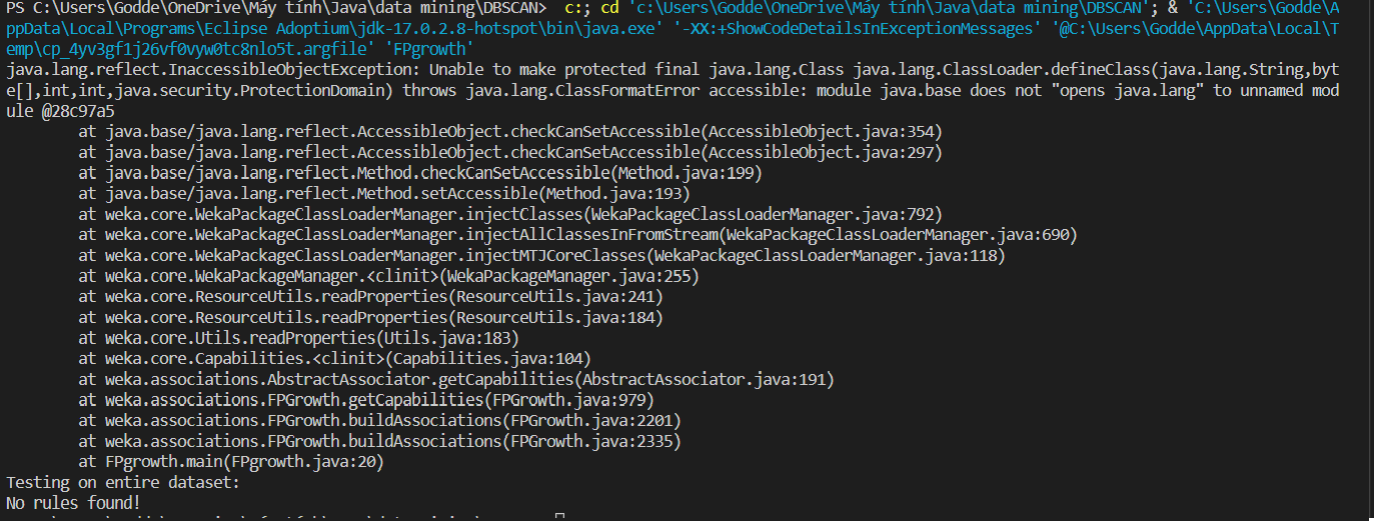 PS C:\Users\Godde\OneDrive\Máy tính\Java\data mining\DBSCAN>  c:; cd 'c:\Users\Godde\OneDrive\Máy tính\Java\data mining\DBSCAN'; & 'C:\Users\Godde\A
ppData\Local\Programs\Eclipse Adoptium\jdk-17.0.2.8-hotspot\bin\java.exe' '-XX:+ShowCodeDetailsInExceptionMessages' '@C:\Users\Godde\AppData\Local\T
emp\cp_4yv3gf1j26vf0vyw0tc8nlo5t.argfile' 'FPgrowth'
java.lang.reflect.InaccessibleObjectException: Unable to make protected final java.lang.Class java.lang.ClassLoader.defineClass(java.lang.String,byt
e[],int,int,java.security.ProtectionDomain) throws java.lang.ClassFormatError accessible: module java.base does not "opens java.lang" to unnamed mod
ule @28c97a5
        at java.base/java.lang.reflect.AccessibleObject.checkCanSetAccessible(AccessibleObject.java:354)
        at java.base/java.lang.reflect.AccessibleObject.checkCanSetAccessible(AccessibleObject.java:297)
        at java.base/java.lang.reflect.Method.checkCanSetAccessible(Method.java:199)
        at java.base/java.lang.reflect.Method.setAccessible(Method.java:193)
        at weka.core.WekaPackageClassLoaderManager.injectClasses(WekaPackageClassLoaderManager.java:792)
        at weka.core.WekaPackageClassLoaderManager.injectAllClassesInFromStream(WekaPackageClassLoaderManager.java:690)
        at weka.core.WekaPackageClassLoaderManager.injectMTJCoreClasses(WekaPackageClassLoaderManager.java:118)
        at weka.core.WekaPackageManager.<clinit>(WekaPackageManager.java:255)
        at weka.core.ResourceUtils.readProperties(ResourceUtils.java:241)
        at weka.core.ResourceUtils.readProperties(ResourceUtils.java:184)
        at weka.core.Utils.readProperties(Utils.java:183)
        at weka.core.Capabilities.<clinit>(Capabilities.java:104)
        at weka.associations.AbstractAssociator.getCapabilities(AbstractAssociator.java:191)
        at weka.associations.FPGrowth.getCapabilities(FPGrowth.java:979)
        at weka.associations.FPGrowth.buildAssociations(FPGrowth.java:2201)
        at weka.associations.FPGrowth.buildAssociations(FPGrowth.java:2335)
        at FPgrowth.main(FPgrowth.java:20)
Testing on entire dataset:
No rules found!